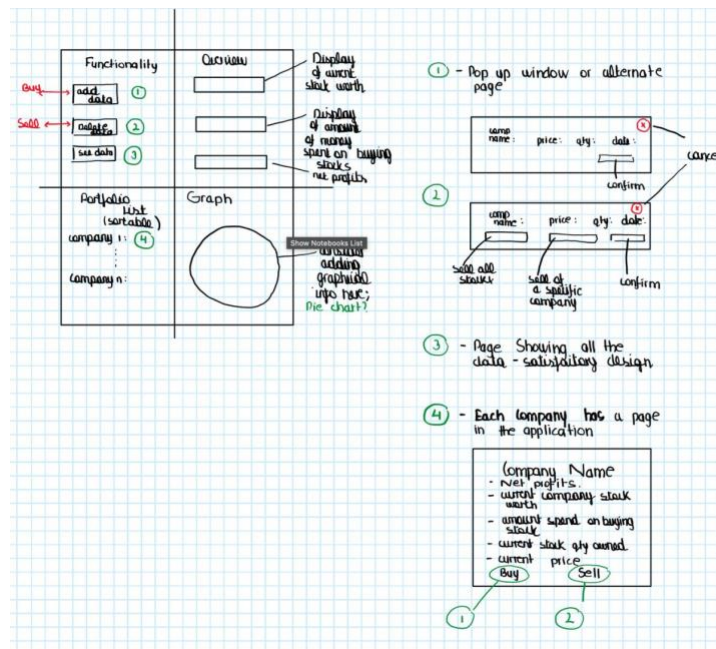 Functionality
Buy
add data
1
Sell
delete data
2
see data
3
Overview
Display
of current
stock worth
Display
of amount
of money
spent on buying
stocks
net profits
Portfolio
List
(sortable)
company 1:
4
company n:
Graph
Show Notebooks List
consider
adding
graphical
info here;
Pie chart?
1 - Pop up window or alternate
page
x
comp
name: price: qty: date:
confirm
cance
2
x
comp
name: price: qty: date:
sell all
stocks
sell of
a specific
company
confirm
3 - Page Showing all the
data - satisfaitory design
4 - Each Company has a page
in the application
Company Name
- Net profits.
- current company stock
worth
- amount spend on buying
stock
- current stock qty owned
- current price
Buy Sell
1 2